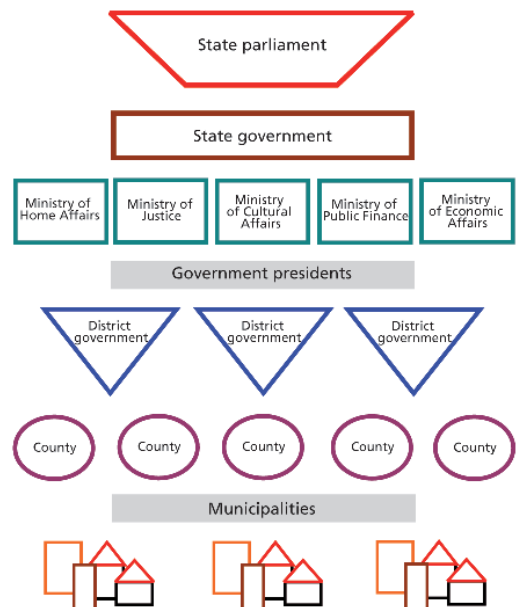 State parliament
State government
Ministry of
Home Affairs
Ministry of
Justice
Ministry
of Cultural
Affairs
Ministry of
Public Finance
Ministry
of Economic
Affairs
Government presidents
District
government
District
government
District
government
County
County
County
County
County
Municipalities